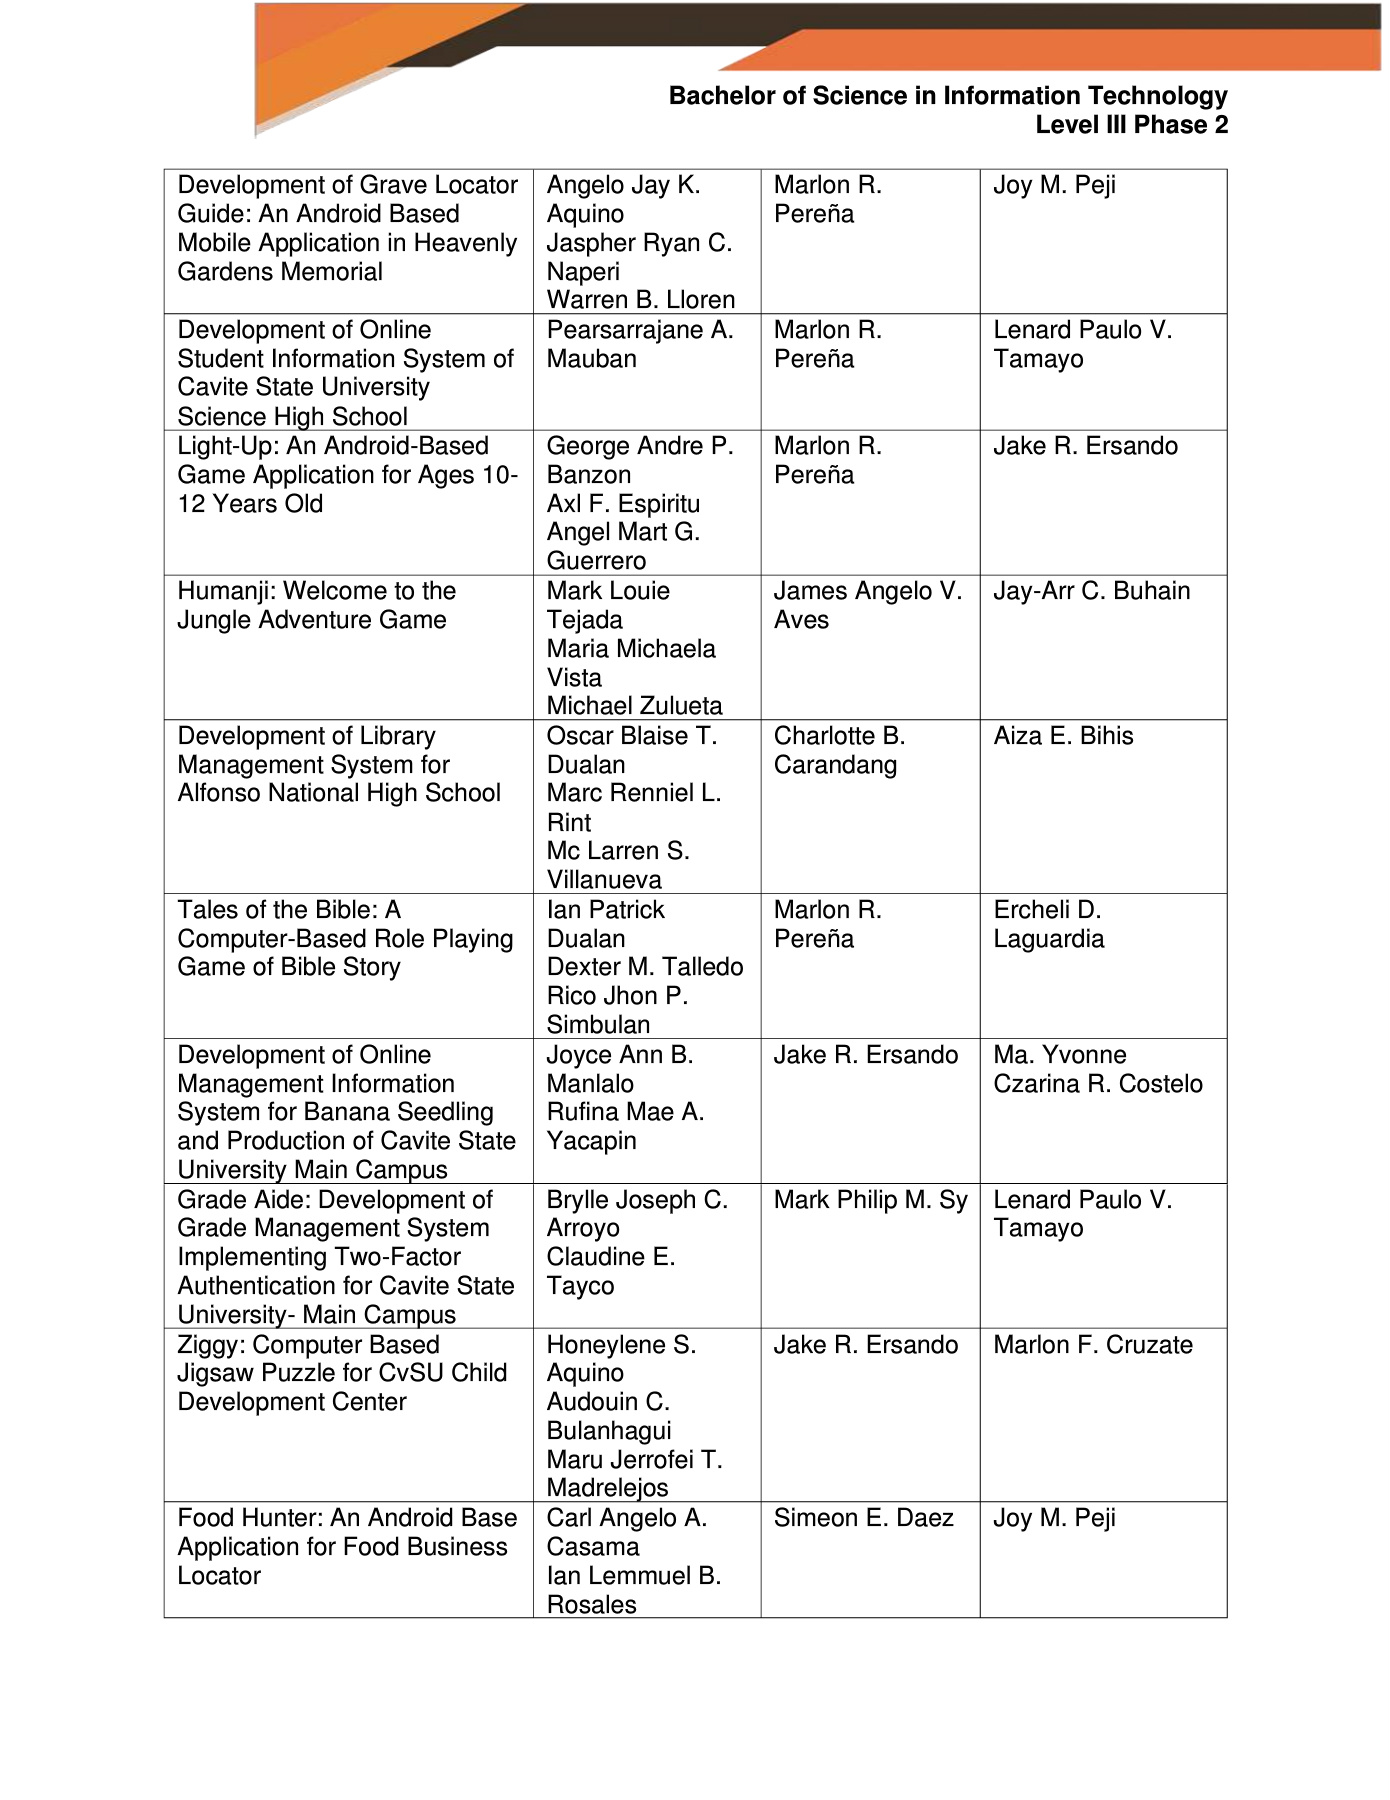 Bachelor of Science in Information Technology
Level III Phase 2
Development of Grave Locator
Guide: An Android Based
Mobile Application in Heavenly
Gardens Memorial
Angelo Jay K.
Aquino
Jaspher Ryan C.
Naperi
Warren B. Lloren
Marlon R.
Pereña
Joy M. Peji
Development of Online
Student Information System of
Cavite State University
Science High School
Pearsarrajane A.
Mauban
Marlon R.
Pereña
Lenard Paulo V.
Tamayo
Light-Up: An Android-Based
Game Application for Ages 10-
12 Years Old
George Andre P.
Banzon
Axl F. Espiritu
Angel Mart G.
Guerrero
Marlon R.
Pereña
Jake R. Ersando
Humanji: Welcome to the
Jungle Adventure Game
Mark Louie
Tejada
Maria Michaela
Vista
Michael Zulueta
James Angelo V.
Aves
Jay-Arr C. Buhain
Development of Library
Management System for
Alfonso National High School
Oscar Blaise T.
Dualan
Marc Renniel L.
Rint
Mc Larren S.
Villanueva
Charlotte B.
Carandang
Aiza E. Bihis
Tales of the Bible: A
Computer-Based Role Playing
Game of Bible Story
Ian Patrick
Dualan
Dexter M. Talledo
Rico Jhon P.
Simbulan
Marlon R.
Pereña
Ercheli D.
Laguardia
Development of Online
Management Information
System for Banana Seedling
and Production of Cavite State
University Main Campus
Joyce Ann B.
Manlalo
Rufina Mae A.
Yacapin
Jake R. Ersando
Ma. Yvonne
Czarina R. Costelo
Grade Aide: Development of
Grade Management System
Implementing Two-Factor
Authentication for Cavite State
University- Main Campus
Brylle Joseph C.
Arroyo
Claudine E.
Tayco
Mark Philip M. Sy
Lenard Paulo V.
Tamayo
Ziggy: Computer Based
Jigsaw Puzzle for CvSU Child
Development Center
Honeylene S.
Aquino
Audouin C.
Bulanhagui
Maru Jerrofei T.
Madrelejos
Jake R. Ersando
Marlon F. Cruzate
Food Hunter: An Android Base
Application for Food Business
Locator
Carl Angelo A.
Casama
Ian Lemmuel B.
Rosales
Simeon E. Daez
Joy M. Peji